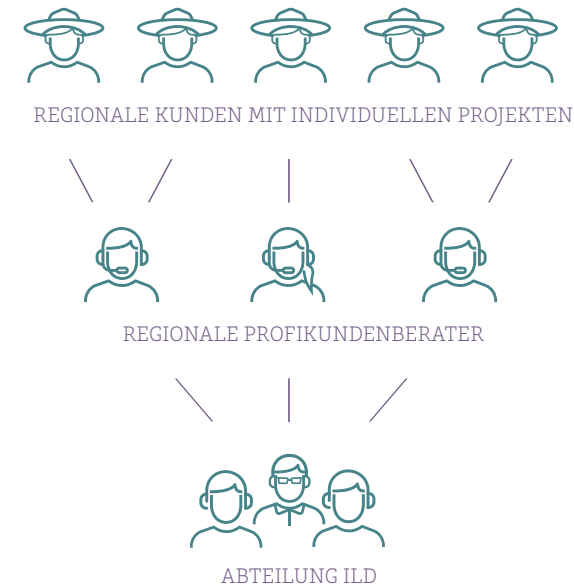 REGIONALE KUNDEN MIT INDIVIDUELLEN PROJEKTEN
REGIONALE PROFIKUNDENBERATER
ABTEILUNG ILD